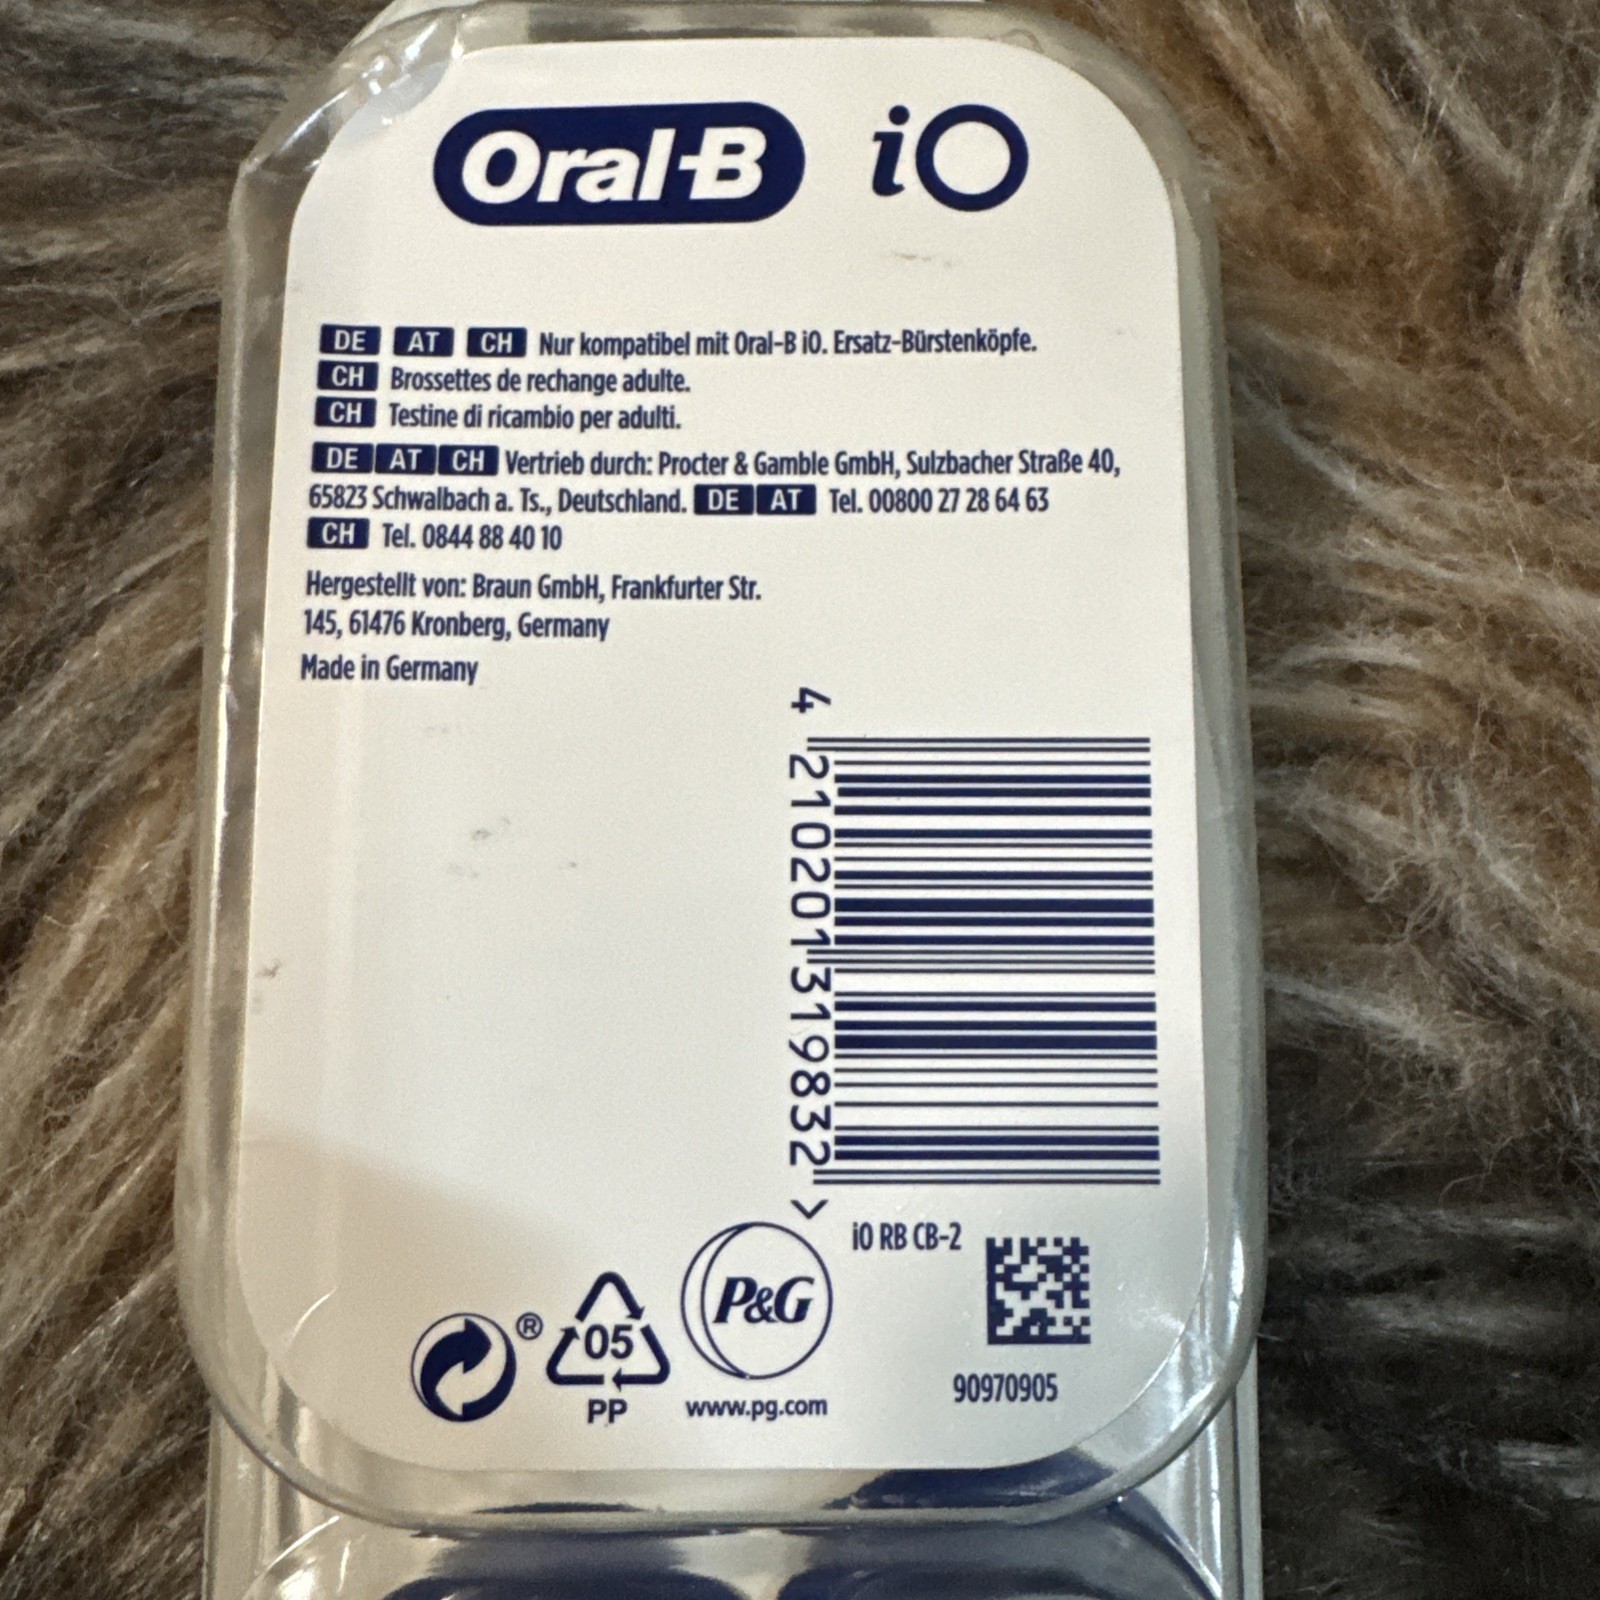 Oral-B iO
DE AT CH Nur kompatibel mit Oral-B iO. Ersatz-Bürstenköpfe.
CH Brossettes de rechange adulte.
CH Testine di ricambio per adulti.
DE AT CH Vertrieb durch: Procter & Gamble GmbH, Sulzbacher Straße 40,
65823 Schwalbach a. Ts., Deutschland. DE AT Tel. 00800 27 28 64 63
CH Tel. 0844 88 40 10
Hergestellt von: Braun GmbH, Frankfurter Str.
145, 61476 Kronberg, Germany
Made in Germany
4 210201 319832 >
iO RB CB-2
® 05 P&G
PP www.pg.com 90970905